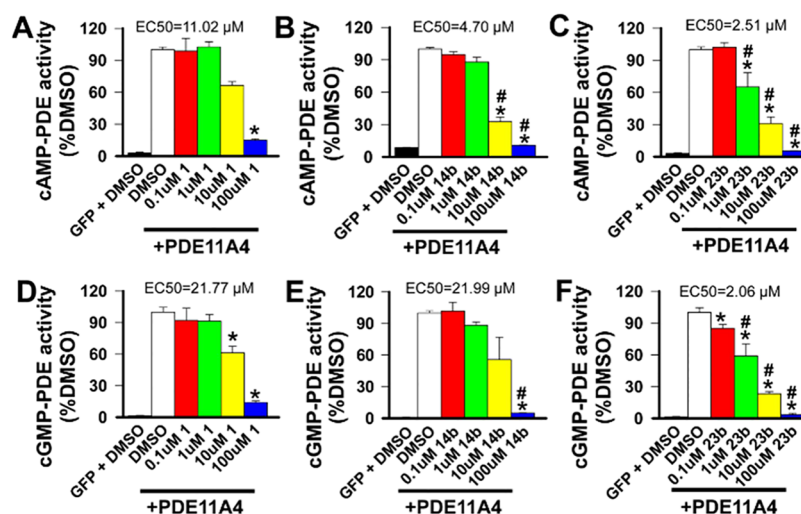 A
EC50=11.02 µM
cAMP-PDE activity
(%DMSO)
120
90
60
30
0
*
GFP + DMSO
DMSO
0.1uM 1
1uM 1
10uM 1
100uM 1
+PDE11A4
B
EC50=4.70 µM
cAMP-PDE activity
(%DMSO)
120
90
60
30
0
#
*
#
*
GFP + DMSO
DMSO
0.1uM 14b
1uM 14b
10uM 14b
100uM 14b
+PDE11A4
C
EC50=2.51 µM
cAMP-PDE activity
(%DMSO)
120
90
60
30
0
#
*
#
*
#
*
GFP + DMSO
DMSO
0.1uM 23b
1uM 23b
10uM 23b
100uM 23b
+PDE11A4
D
EC50=21.77 µM
cGMP-PDE activity
(%DMSO)
120
90
60
30
0
*
*
GFP + DMSO
DMSO
0.1uM 1
1uM 1
10uM 1
100uM 1
+PDE11A4
E
EC50=21.99 µM
cGMP-PDE activity
(%DMSO)
120
90
60
30
0
#
*
GFP + DMSO
DMSO
0.1uM 14b
1uM 14b
10uM 14b
100uM 14b
+PDE11A4
F
EC50=2.06 µM
cGMP-PDE activity
(%DMSO)
120
90
60
30
0
*
#
*
#
*
#
*
GFP + DMSO
DMSO
0.1uM 23b
1uM 23b
10uM 23b
100uM 23b
+PDE11A4